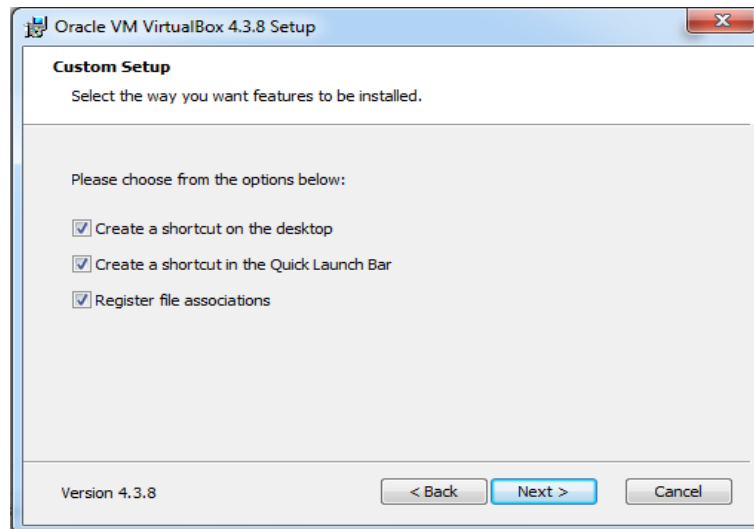 Oracle VM VirtualBox 4.3.8 Setup
Custom Setup
Select the way you want features to be installed.
Please choose from the options below:
Create a shortcut on the desktop
Create a shortcut in the Quick Launch Bar
Register file associations
Version 4.3.8
< Back
Next >
Cancel